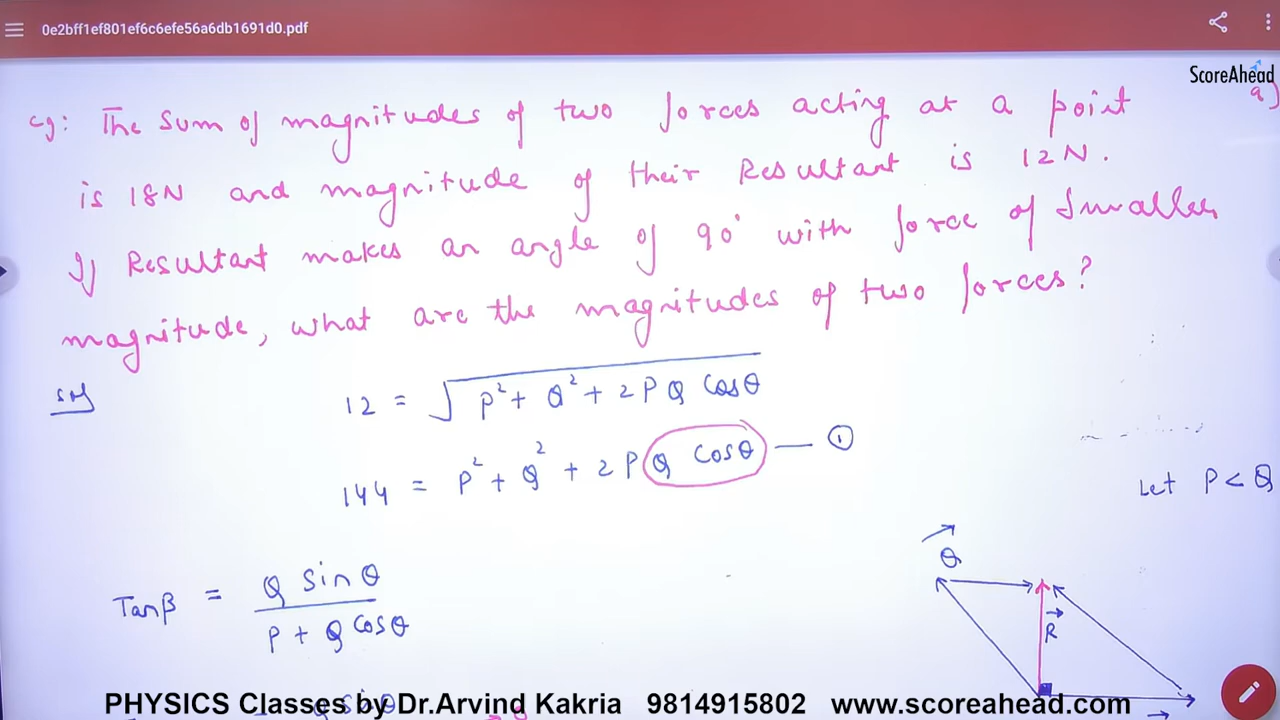 0e2bff1ef801ef6c6efe56a6db1691d0.pdf
ScoreAhead
eg: The Sum of magnitudes of two forces acting at a point
is 18N and magnitude of their Resultant is 12N.
If Resultant makes an angle of 90° with force of Smaller
magnitude, what are the magnitudes of two forces?
Sol
12 = √(P² + Q² + 2 P Q Cosθ)
144 = P² + Q² + 2 P Q Cosθ — ①
Let P < Q
Q⃗
Tanβ = Q Sinθ / P + Q Cosθ
R⃗
PHYSICS Classes by Dr.Arvind Kakria 9814915802 www.scoreahead.com